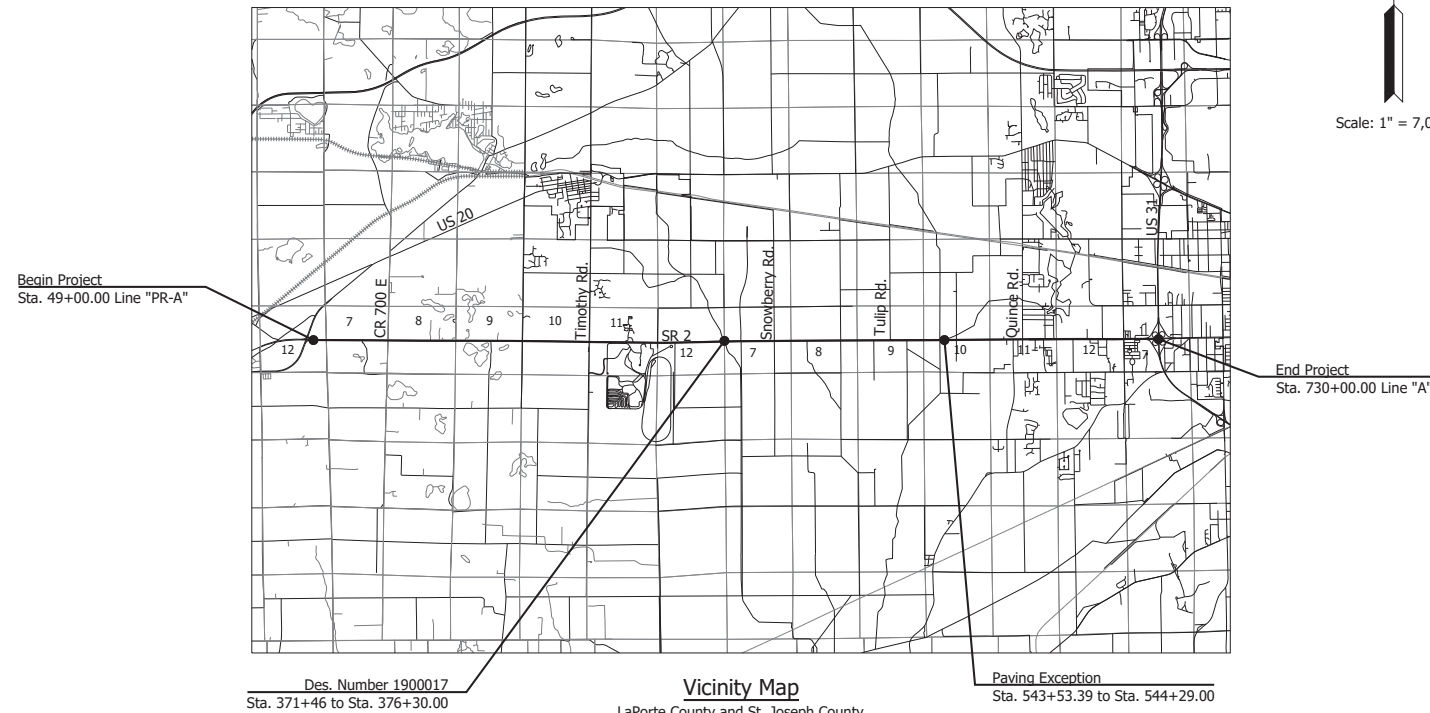 Scale: 1" = 7,0
US 20
US 31
Begin Project
Sta. 49+00.00 Line "PR-A"
CR 700 E
Timothy Rd.
Snowberry Rd.
Tulip Rd.
Quince Rd.
7 8 9 10 11
SR 2
12 12 7 8 9 10 11 12 7
End Project
Sta. 730+00.00 Line "A"
Des. Number 1900017
Sta. 371+46 to Sta. 376+30.00
Vicinity Map
LaPorte County and St. Joseph County
Paving Exception
Sta. 543+53.39 to Sta. 544+29.00